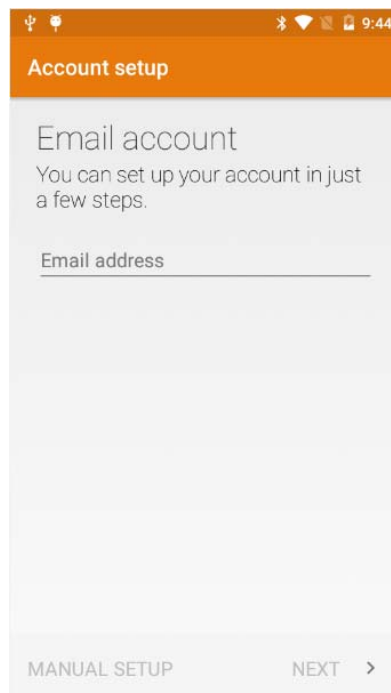 9:44
Account setup
Email account
You can set up your account in just
a few steps.
Email address
MANUAL SETUP NEXT